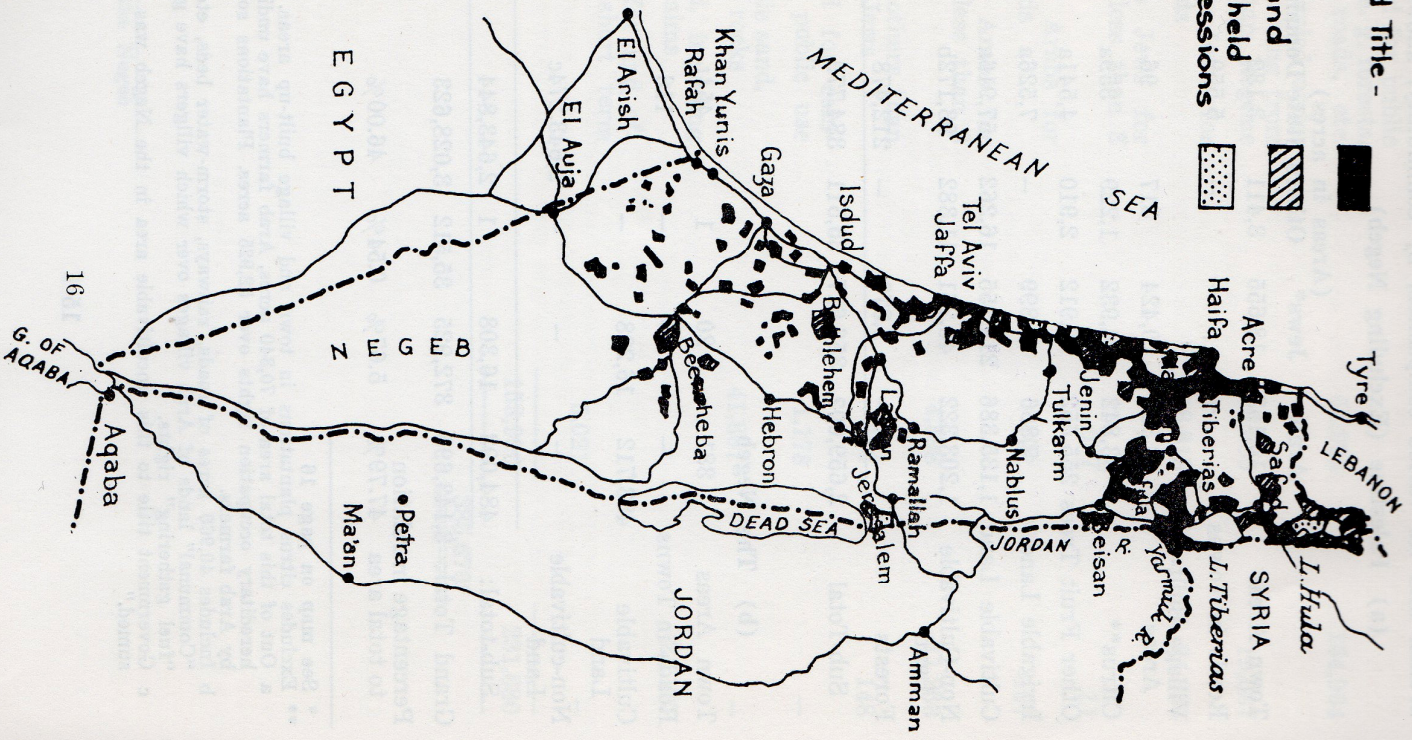 d Title -
and
held
essions
Tyre
LEBANON
Acre
Haifa
Safad
L. Hula
SYRIA
Tiberias
L. Tiberias
Yarmuk R.
Beisan
Jenin
Tukarm
Nablus
JORDAN R.
MEDITERRANEAN
SEA
Tel Aviv
Jaffa
Ramallah
Jerusalem
Amman
Isdud
Bethlehem
Gaza
Hebron
DEAD SEA
Khan Yunis
Rafah
Beersheba
JORDAN
El Arish
El Auja
EGYPT
NEGEB
Petra
Ma'an
G. OF
AQABA
Aqaba
16